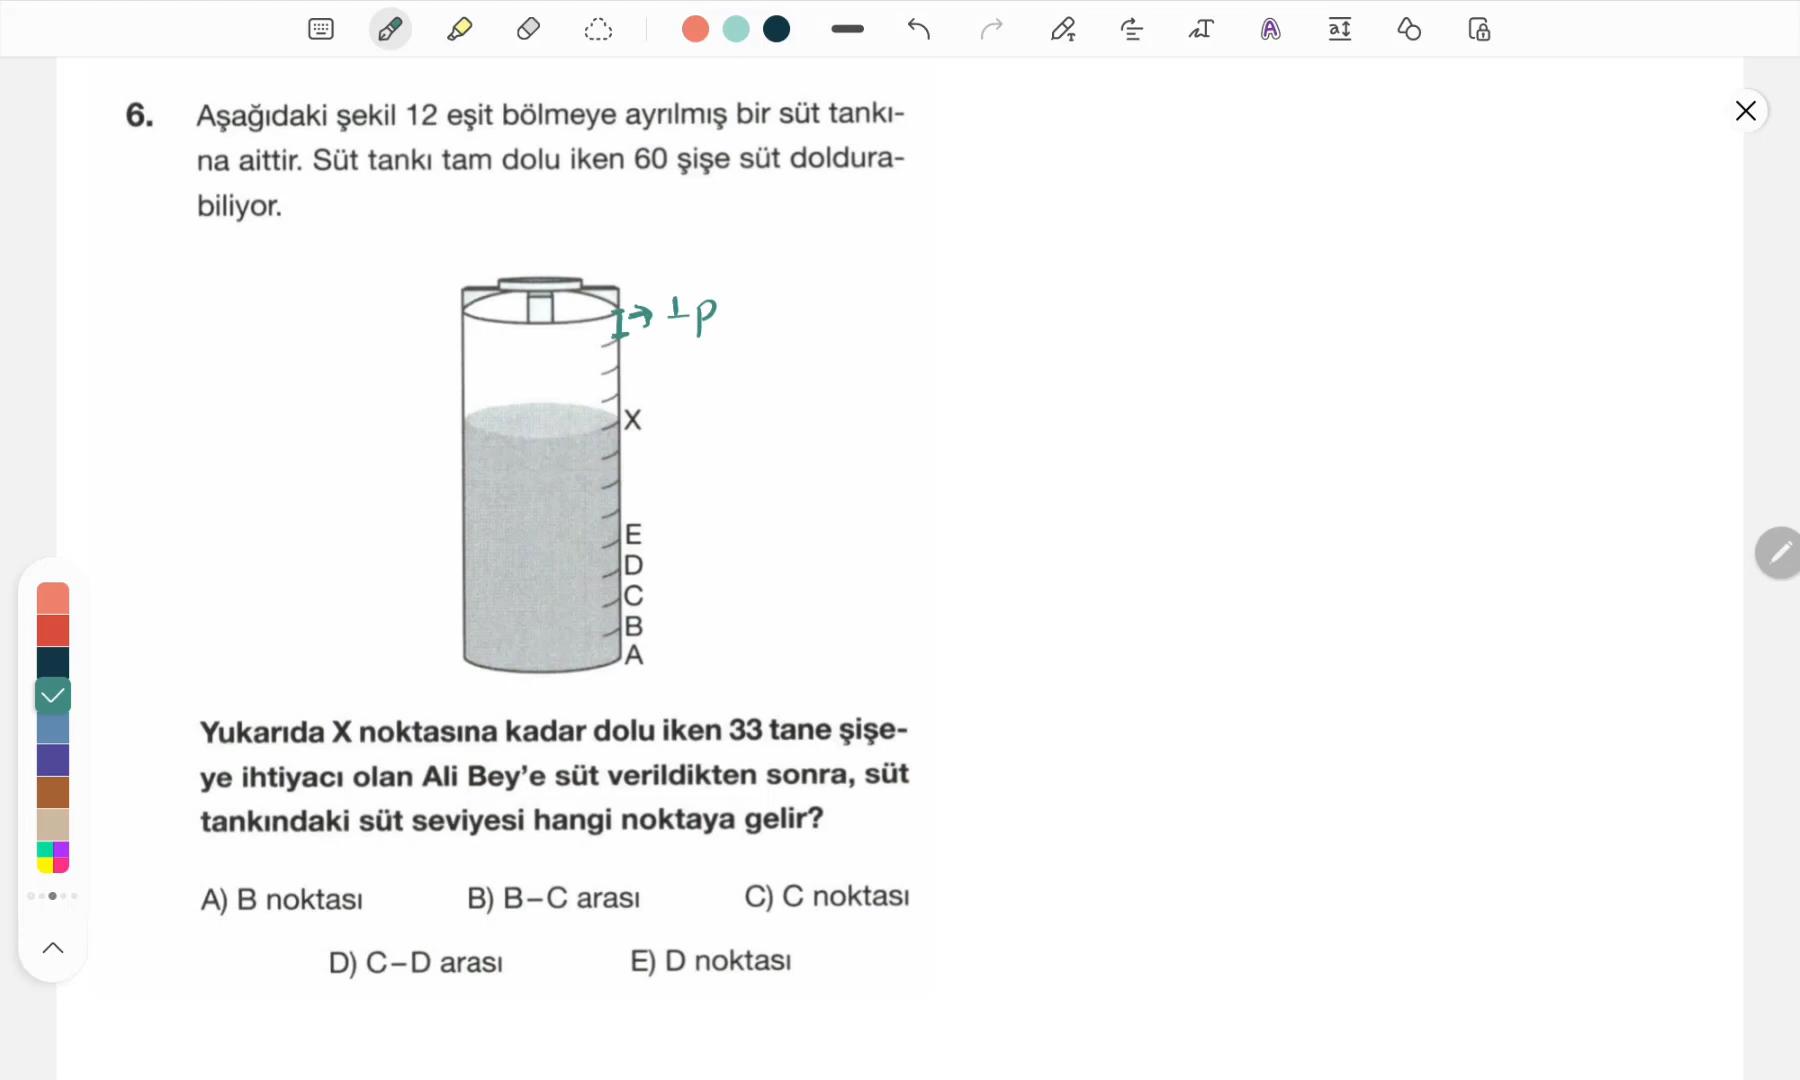 6. Aşağıdaki şekil 12 eşit bölmeye ayrılmış bir süt tankı-
na aittir. Süt tankı tam dolu iken 60 şişe süt doldura-
biliyor.
1P
X
E
D
C
B
A
Yukarıda X noktasına kadar dolu iken 33 tane şişe-
ye ihtiyacı olan Ali Bey'e süt verildikten sonra, süt
tankındaki süt seviyesi hangi noktaya gelir?
A) B noktası B) B–C arası C) C noktası
D) C–D arası E) D noktası